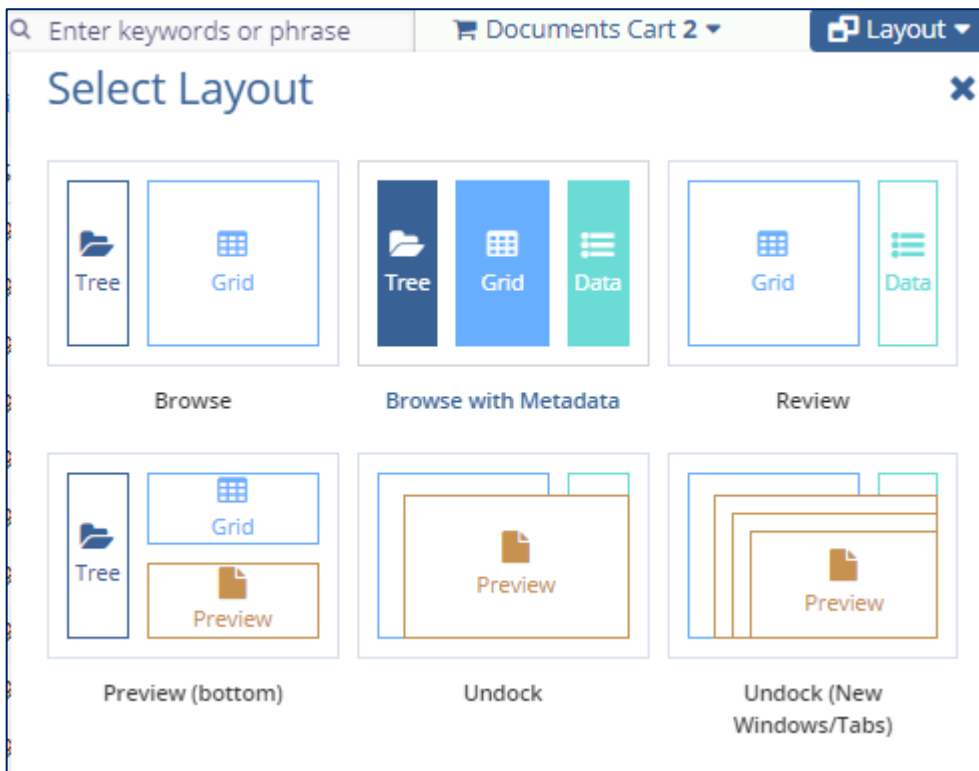 Enter keywords or phrase
Documents Cart 2
Layout
Select Layout
Tree
Grid
Browse
Tree
Grid
Data
Browse with Metadata
Grid
Data
Review
Tree
Grid
Preview
Preview (bottom)
Preview
Undock
Preview
Undock (New
Windows/Tabs)